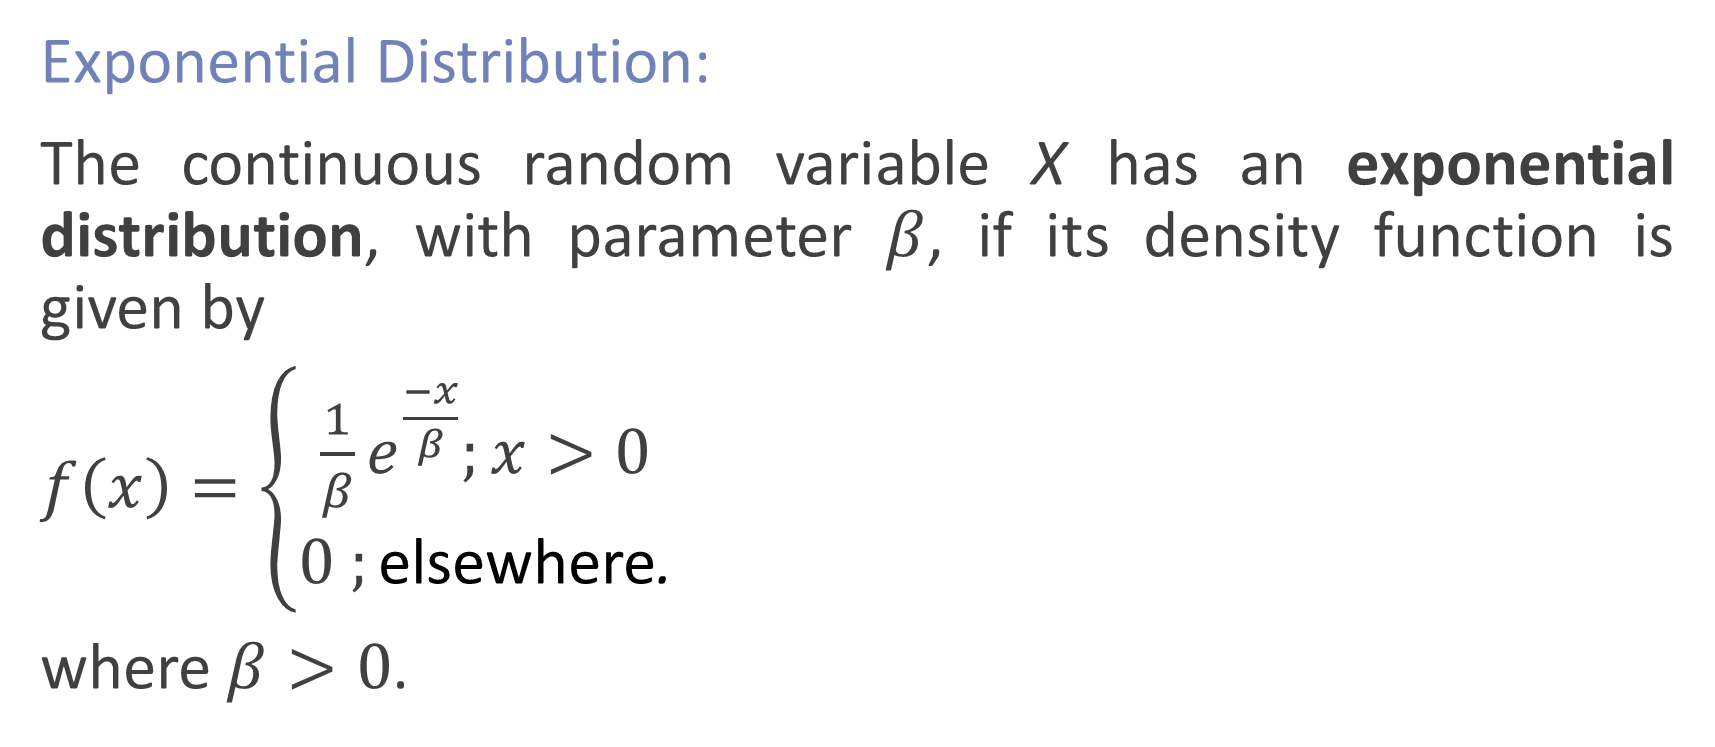 Exponential Distribution:
The continuous random variable X has an exponential
distribution, with parameter β, if its density function is
given by
f(x) = { 1/β e^(−x/β) ; x > 0
0 ; elsewhere.
where β > 0.